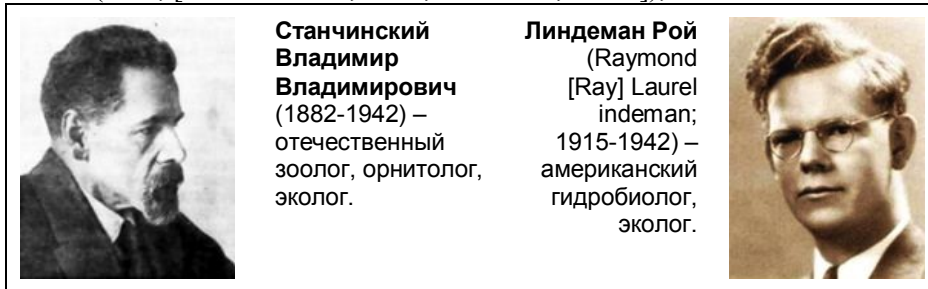 Станчинский
Владимир
Владимирович
(1882-1942) –
отечественный
зоолог, орнитолог,
эколог.
Линдеман Рой
(Raymond
[Ray] Laurel
indeman;
1915-1942) –
американский
гидробиолог,
эколог.